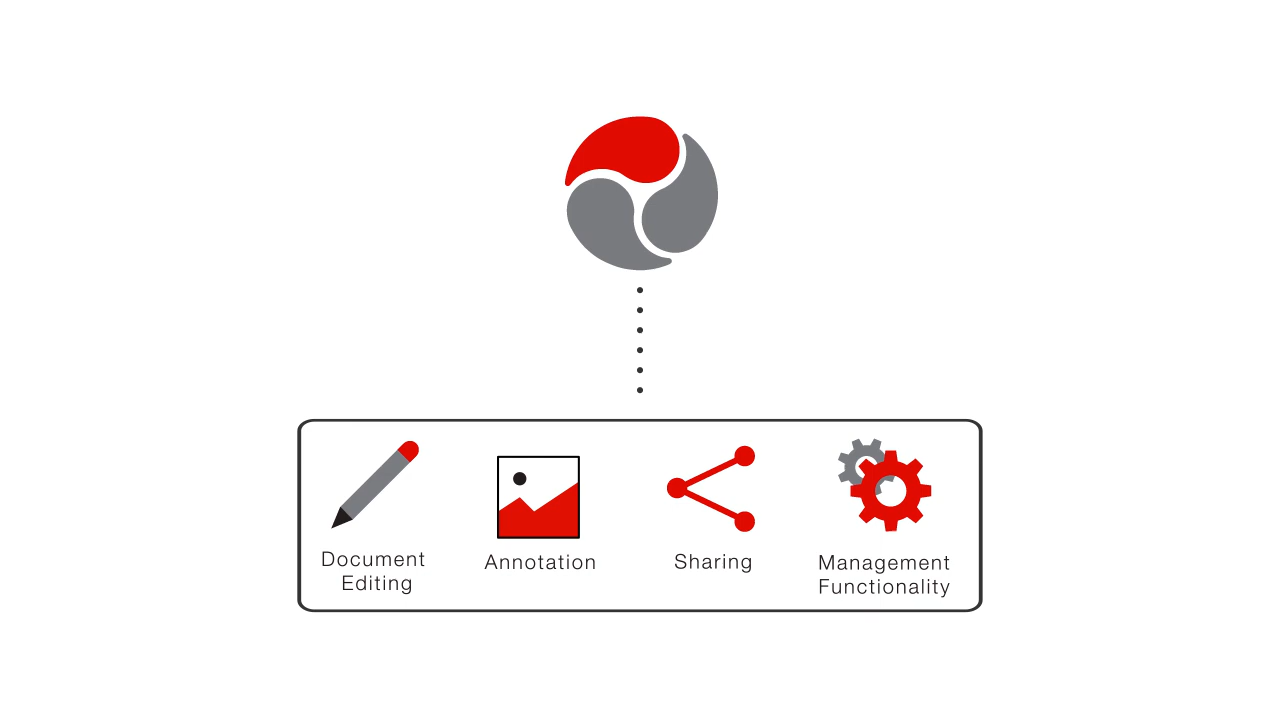 Document
Editing
Annotation
Sharing
Management
Functionality